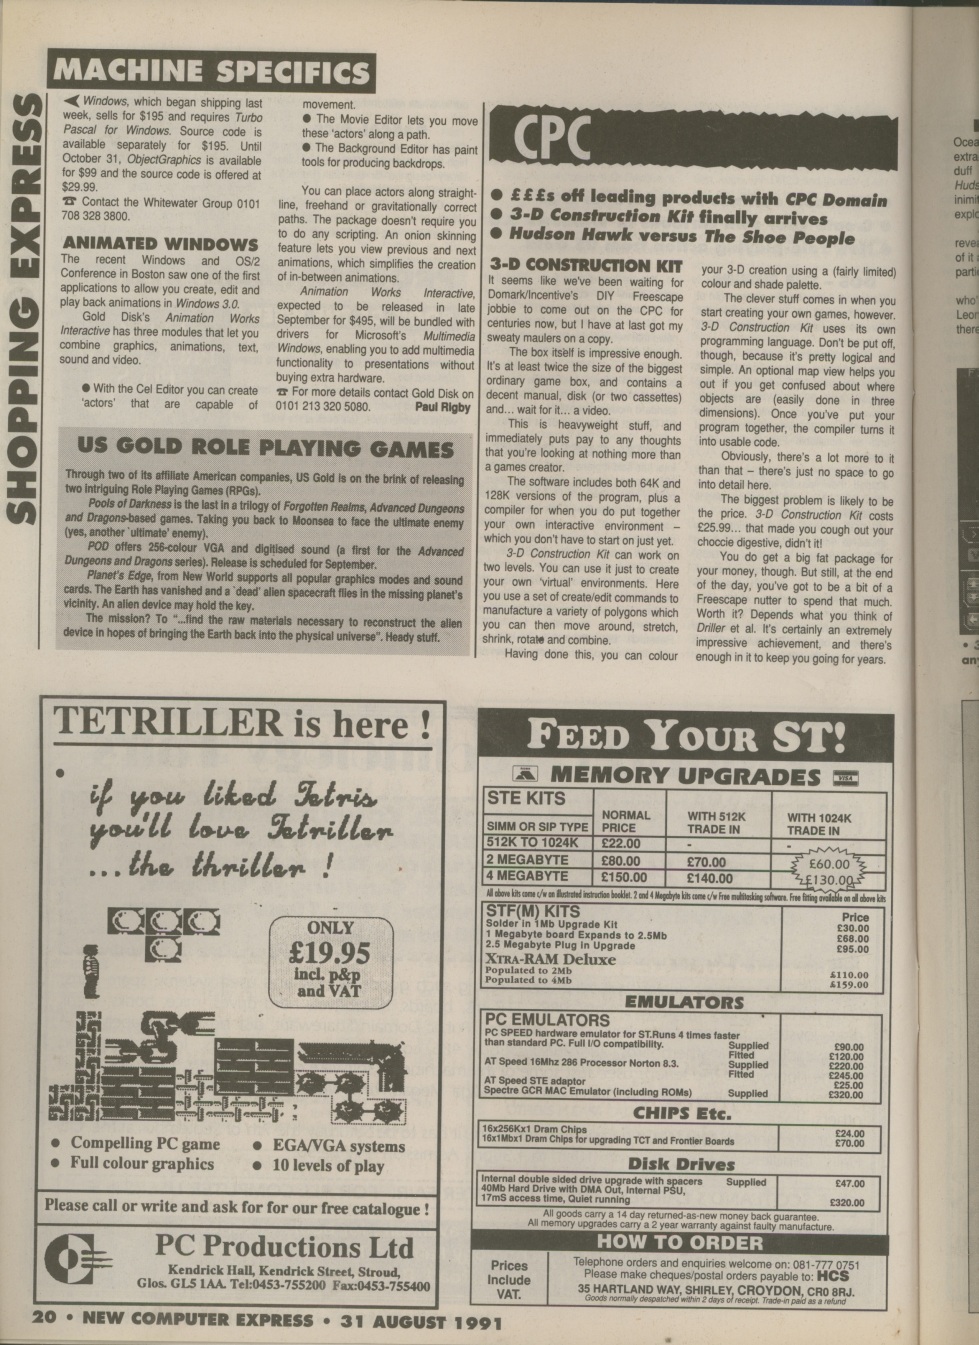 SHOPPING EXPRESS
MACHINE SPECIFICS
Windows, which began shipping last
week, sells for $195 and requires Turbo
Pascal for Windows. Source code is
available separately for $195. Until
October 31, ObjectGraphics is available
for $99 and the source code is offered at
$29.99.
☎ Contact the Whitewater Group 0101
708 328 3800.
ANIMATED WINDOWS
The recent Windows and OS/2
Conference in Boston saw one of the first
applications to allow you create, edit and
play back animations in Windows 3.0.
Gold Disk's Animation Works
Interactive has three modules that let you
combine graphics, animations, text,
sound and video.
● With the Cel Editor you can create
'actors' that are capable of
movement.
● The Movie Editor lets you move
these 'actors' along a path.
● The Background Editor has paint
tools for producing backdrops.
You can place actors along straight-
line, freehand or gravitationally correct
paths. The package doesn't require you
to do any scripting. An onion skinning
feature lets you view previous and next
animations, which simplifies the creation
of in-between animations.
Animation Works Interactive,
expected to be released in late
September for $495, will be bundled with
drivers for Microsoft's Multimedia
Windows, enabling you to add multimedia
functionality to presentations without
buying extra hardware.
☎ For more details contact Gold Disk on
0101 213 320 5080. Paul Rigby
US GOLD ROLE PLAYING GAMES
Through two of its affiliate American companies, US Gold is on the brink of releasing
two intriguing Role Playing Games (RPGs).
Pools of Darkness is the last in a trilogy of Forgotten Realms, Advanced Dungeons
and Dragons-based games. Taking you back to Moonsea to face the ultimate enemy
(yes, another `ultimate' enemy).
POD offers 256-colour VGA and digitised sound (a first for the Advanced
Dungeons and Dragons series). Release is scheduled for September.
Planet's Edge, from New World supports all popular graphics modes and sound
cards. The Earth has vanished and a `dead' alien spacecraft flies in the missing planet's
vicinity. An alien device may hold the key.
The mission? To "...find the raw materials necessary to reconstruct the alien
device in hopes of bringing the Earth back into the physical universe". Heady stuff.
CPC
● £££s off leading products with CPC Domain
● 3-D Construction Kit finally arrives
● Hudson Hawk versus The Shoe People
3-D CONSTRUCTION KIT
It seems like we've been waiting for
Domark/Incentive's DIY Freescape
jobbie to come out on the CPC for
centuries now, but I have at last got my
sweaty maulers on a copy.
The box itself is impressive enough.
It's at least twice the size of the biggest
ordinary game box, and contains a
decent manual, disk (or two cassettes)
and... wait for it... a video.
This is heavyweight stuff, and
immediately puts pay to any thoughts
that you're looking at nothing more than
a games creator.
The software includes both 64K and
128K versions of the program, plus a
compiler for when you do put together
your own interactive environment –
which you don't have to start on just yet.
3-D Construction Kit can work on
two levels. You can use it just to create
your own 'virtual' environments. Here
you use a set of create/edit commands to
manufacture a variety of polygons which
you can then move around, stretch,
shrink, rotate and combine.
Having done this, you can colour
your 3-D creation using a (fairly limited)
colour and shade palette.
The clever stuff comes in when you
start creating your own games, however.
3-D Construction Kit uses its own
programming language. Don't be put off,
though, because it's pretty logical and
simple. An optional map view helps you
out if you get confused about where
objects are (easily done in three
dimensions). Once you've put your
program together, the compiler turns it
into usable code.
Obviously, there's a lot more to it
than that – there's just no space to go
into detail here.
The biggest problem is likely to be
the price. 3-D Construction Kit costs
£25.99... that made you cough out your
choccie digestive, didn't it!
You do get a big fat package for
your money, though. But still, at the end
of the day, you've got to be a bit of a
Freescape nutter to spend that much.
Worth it? Depends what you think of
Driller et al. It's certainly an extremely
impressive achievement, and there's
enough in it to keep you going for years.
TETRILLER is here !
• if you liked Tetris
you'll love Tetriller
...the thriller !
ONLY
£19.95
incl. p&p
and VAT
● Compelling PC game
● Full colour graphics
● EGA/VGA systems
● 10 levels of play
Please call or write and ask for for our free catalogue !
PC Productions Ltd
Kendrick Hall, Kendrick Street, Stroud,
Glos. GL5 1AA. Tel:0453-755200 Fax:0453-755400
FEED YOUR ST!
MEMORY UPGRADES VISA
STE KITS
SIMM OR SIP TYPE NORMAL PRICE WITH 512K TRADE IN WITH 1024K TRADE IN
512K TO 1024K £22.00 - -
2 MEGABYTE £80.00 £70.00 £60.00
4 MEGABYTE £150.00 £140.00 £130.00
All above kits come c/w an illustrated instruction booklet. 2 and 4 Megabyte kits come c/w Free multitasking software. Free fitting available on all above kits
STF(M) KITS Price
Solder in 1Mb Upgrade Kit £30.00
1 Megabyte board Expands to 2.5Mb £68.00
2.5 Megabyte Plug in Upgrade £95.00
XTRA-RAM Deluxe
Populated to 2Mb £110.00
Populated to 4Mb £159.00
EMULATORS
PC EMULATORS
PC SPEED hardware emulator for ST.Runs 4 times faster
than standard PC. Full I/O compatibility. Supplied £90.00
Fitted £120.00
AT Speed 16Mhz 286 Processor Norton 8.3. Supplied £220.00
Fitted £245.00
AT Speed STE adaptor £25.00
Spectre GCR MAC Emulator (including ROMs) Supplied £320.00
CHIPS Etc.
16x256Kx1 Dram Chips £24.00
16x1Mbx1 Dram Chips for upgrading TCT and Frontier Boards £70.00
Disk Drives
Internal double sided drive upgrade with spacers Supplied £47.00
40Mb Hard Drive with DMA Out, Internal PSU,
17mS access time, Quiet running £320.00
All goods carry a 14 day returned-as-new money back guarantee.
All memory upgrades carry a 2 year warranty against faulty manufacture.
HOW TO ORDER
Prices
Include
VAT.
Telephone orders and enquiries welcome on: 081-777 0751
Please make cheques/postal orders payable to: HCS
35 HARTLAND WAY, SHIRLEY, CROYDON, CR0 8RJ.
Goods normally despatched within 2 days of receipt. Trade-in paid as a refund
20 • NEW COMPUTER EXPRESS • 31 AUGUST 1991
Ocea
extra
duff
Huds
inimit
explo
revea
of it
partic
who'
Leon
there